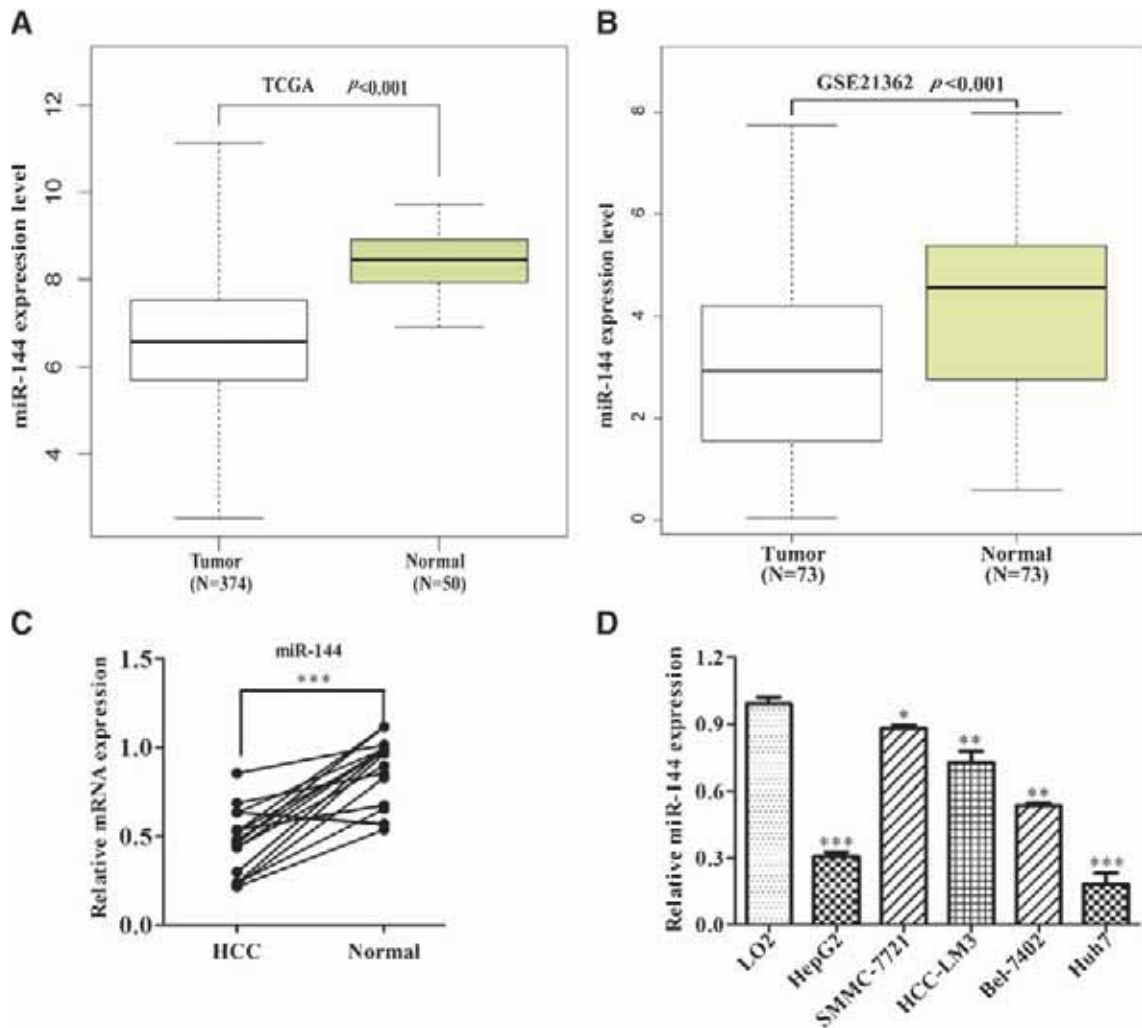 A
TCGA p<0.001
miR-144 expression level
12
10
8
6
4
Tumor
(N=374)
Normal
(N=50)
B
GSE21362 p<0.001
miR-144 expression level
8
6
4
2
0
Tumor
(N=73)
Normal
(N=73)
C
miR-144
***
Relative mRNA expression
1.5
1.0
0.5
0.0
HCC
Normal
D
Relative miR-144 expression
1.2
0.9
0.6
0.3
0.0
***
*
**
**
***
LO2
HepG2
SMMC-7721
HCC-LM3
Bel-7402
Huh7